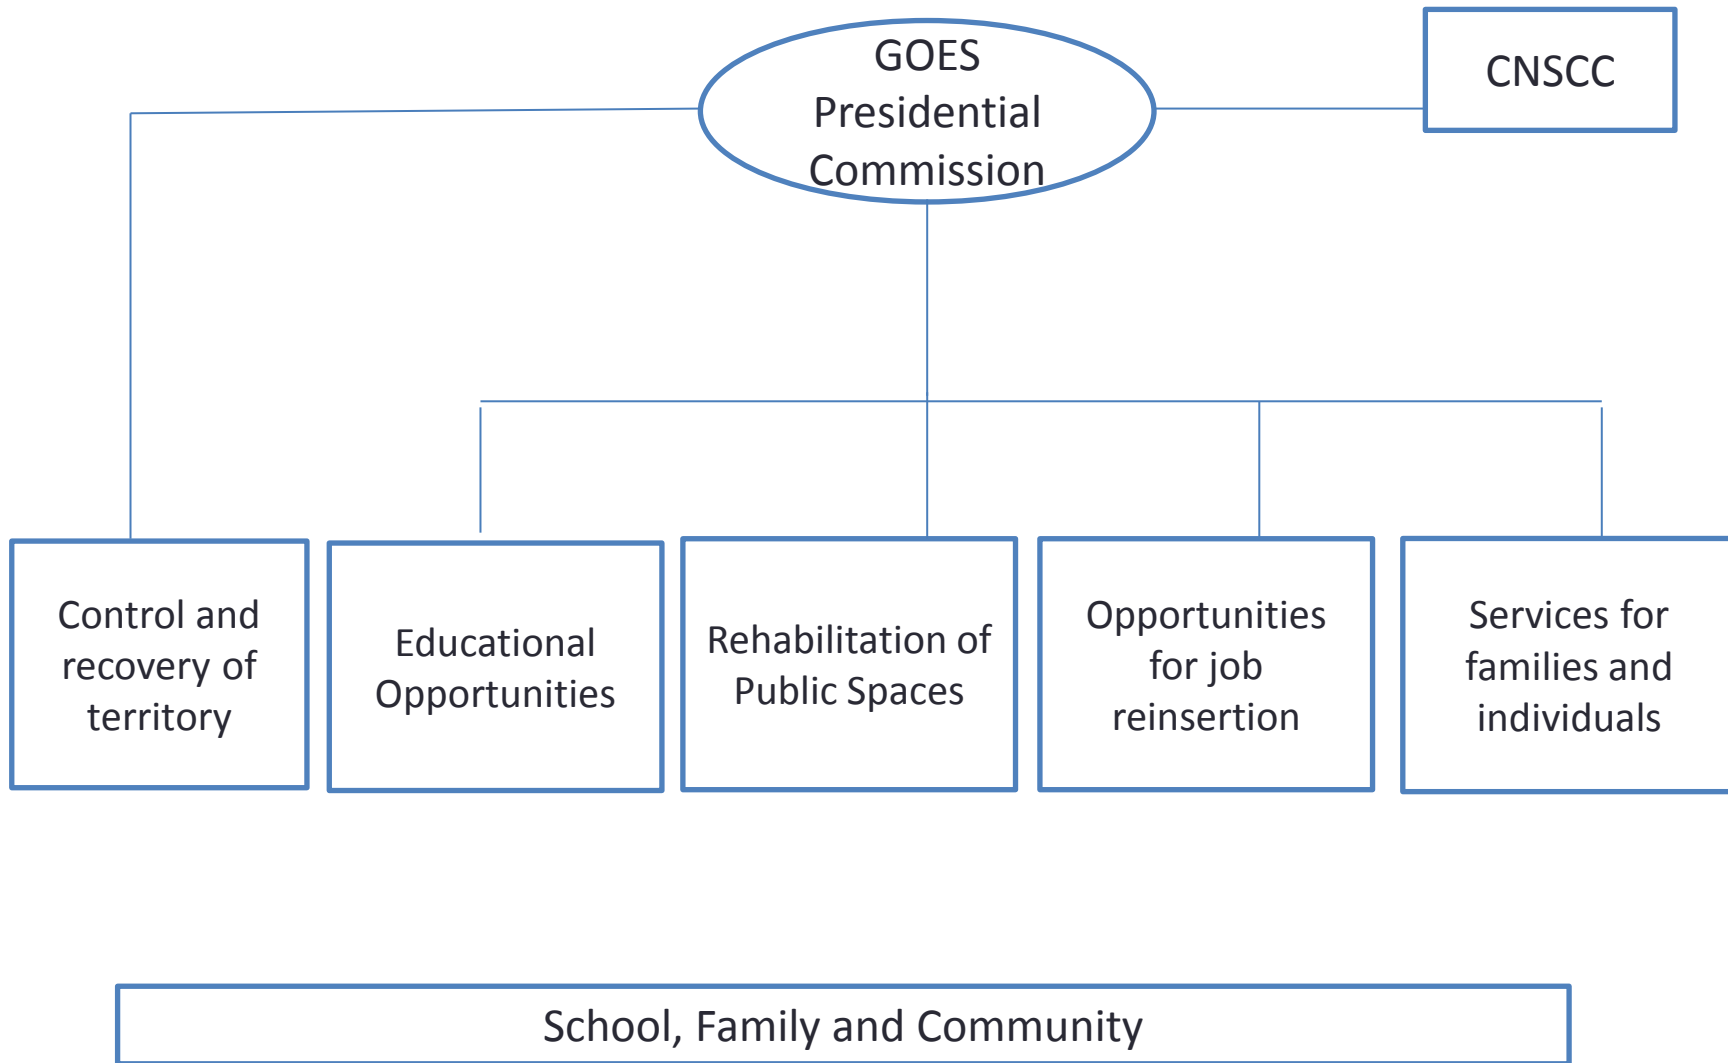 GOES
Presidential
Commission
CNSCC
Control and
recovery of
territory
Educational
Opportunities
Rehabilitation of
Public Spaces
Opportunities
for job
reinsertion
Services for
families and
individuals
School, Family and Community